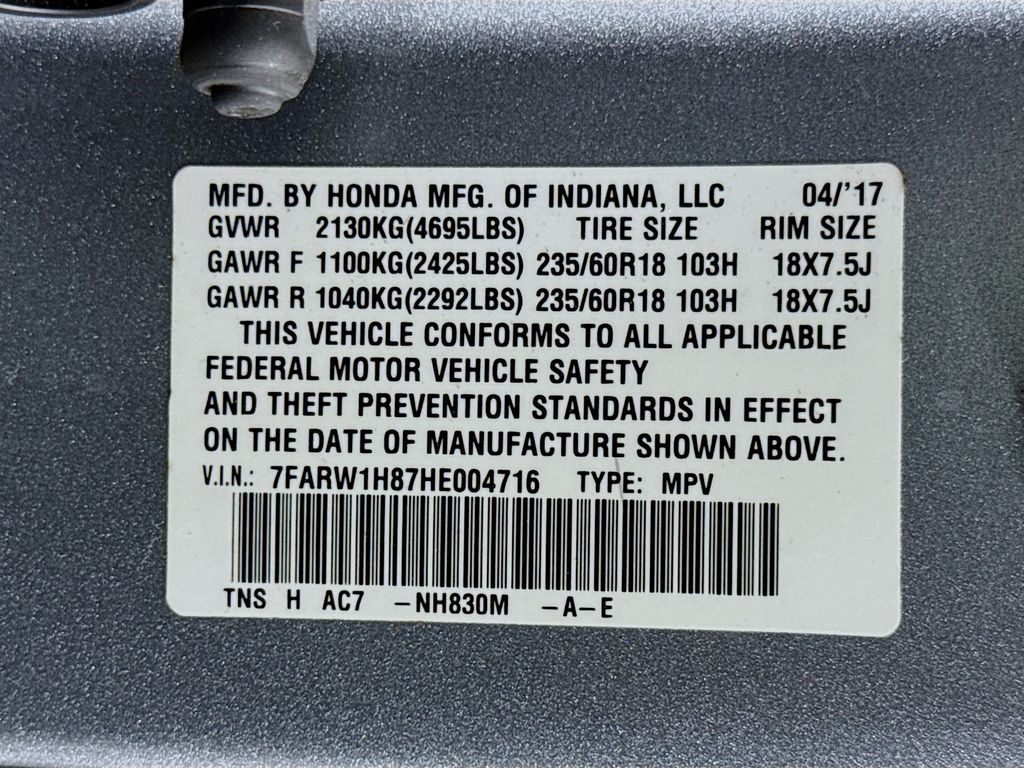 MFD. BY HONDA MFG. OF INDIANA, LLC 04/'17
GVWR 2130KG(4695LBS) TIRE SIZE RIM SIZE
GAWR F 1100KG(2425LBS) 235/60R18 103H 18X7.5J
GAWR R 1040KG(2292LBS) 235/60R18 103H 18X7.5J
THIS VEHICLE CONFORMS TO ALL APPLICABLE
FEDERAL MOTOR VEHICLE SAFETY
AND THEFT PREVENTION STANDARDS IN EFFECT
ON THE DATE OF MANUFACTURE SHOWN ABOVE.
V.I.N.: 7FARW1H87HE004716 TYPE: MPV
TNS H AC7 -NH830M -A-E